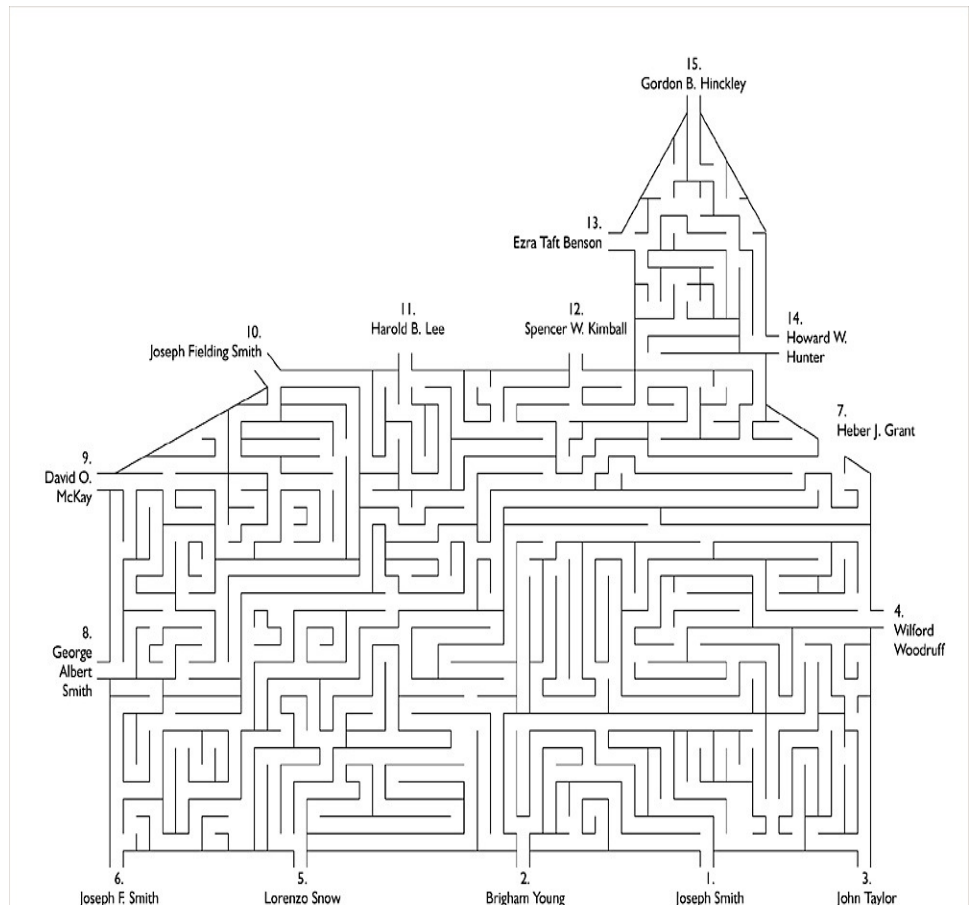 15.
Gordon B. Hinckley
13.
Ezra Taft Benson
14.
Howard W.
Hunter
12.
Spencer W. Kimball
11.
Harold B. Lee
10.
Joseph Fielding Smith
7.
Heber J. Grant
9.
David O.
McKay
8.
George
Albert
Smith
4.
Wilford
Woodruff
6.
Joseph F. Smith
5.
Lorenzo Snow
2.
Brigham Young
1.
Joseph Smith
3.
John Taylor